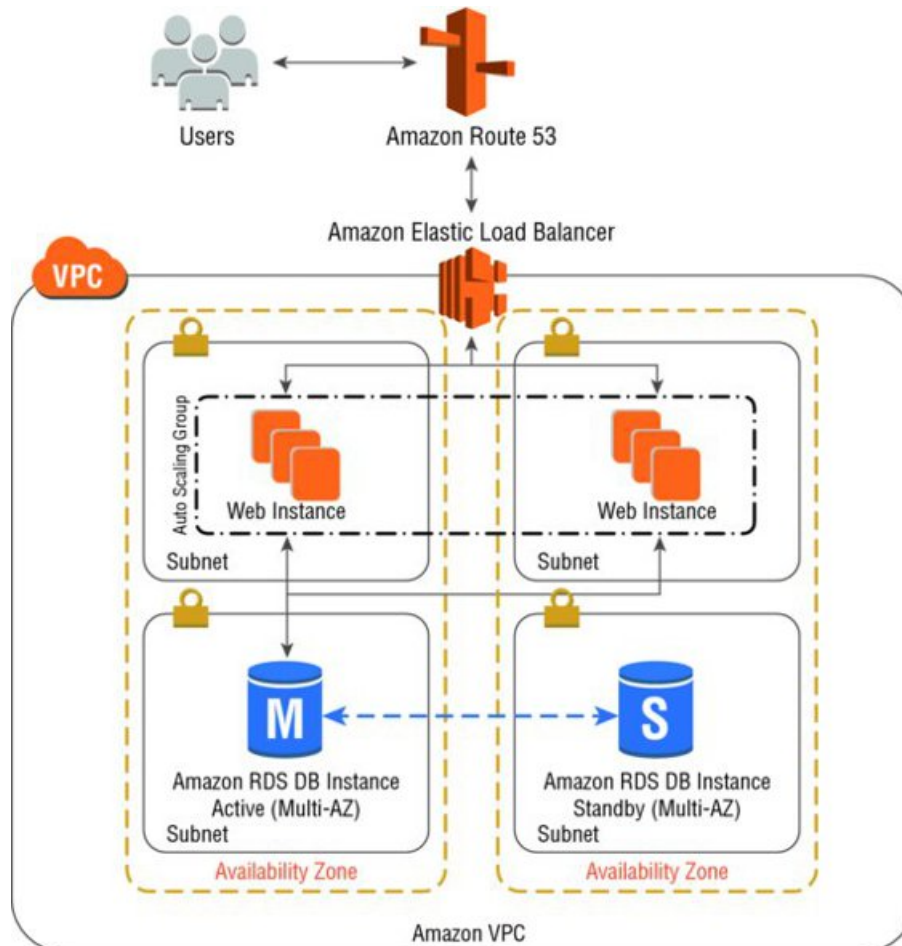 Users
Amazon Route 53
Amazon Elastic Load Balancer
VPC
Auto Scaling Group
Web Instance
Web Instance
Subnet
Subnet
M
S
Amazon RDS DB Instance
Active (Multi-AZ)
Subnet
Amazon RDS DB Instance
Standby (Multi-AZ)
Subnet
Availability Zone
Availability Zone
Amazon VPC